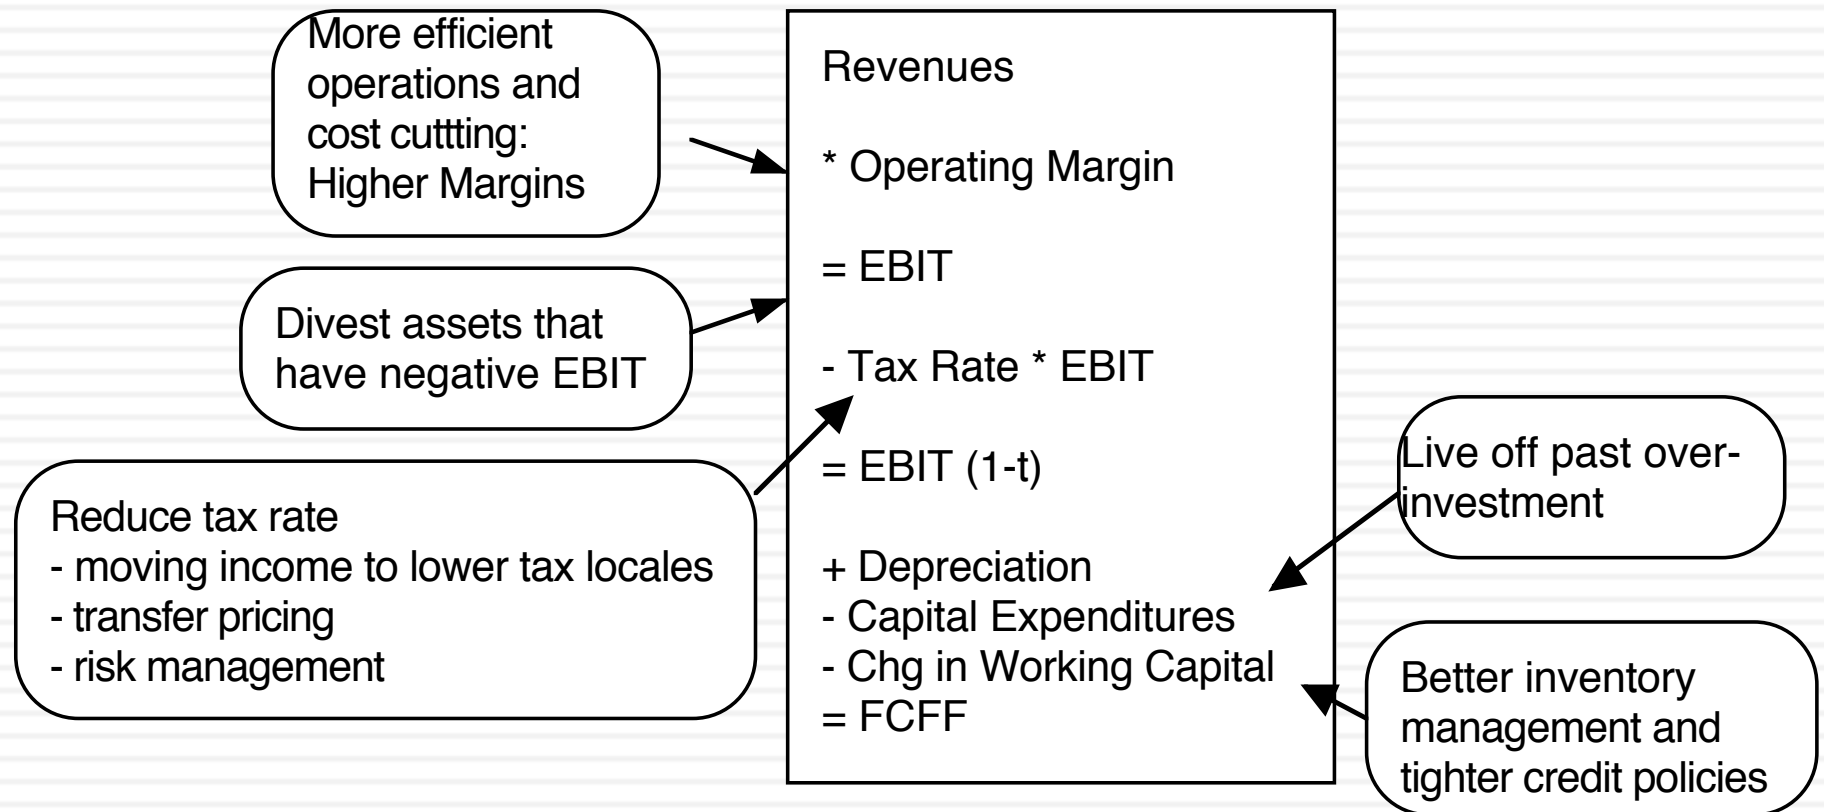 More efficient
operations and
cost cuttting:
Higher Margins
Divest assets that
have negative EBIT
Reduce tax rate
- moving income to lower tax locales
- transfer pricing
- risk management
Revenues
* Operating Margin
= EBIT
- Tax Rate * EBIT
= EBIT (1-t)
+ Depreciation
- Capital Expenditures
- Chg in Working Capital
= FCFF
Live off past over-
investment
Better inventory
management and
tighter credit policies